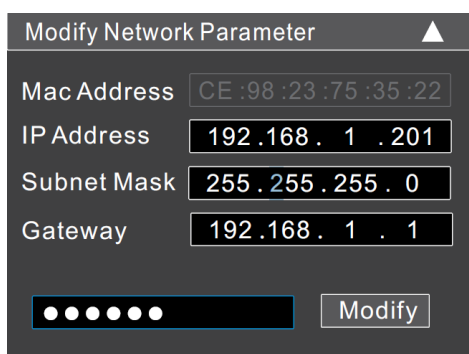 Modify Network Parameter
Mac Address CE :98 :23 :75 :35 :22
IP Address 192 .168 . 1 .201
Subnet Mask 255 . 255 . 255 . 0
Gateway 192 .168 . 1 . 1
●●●●●● Modify